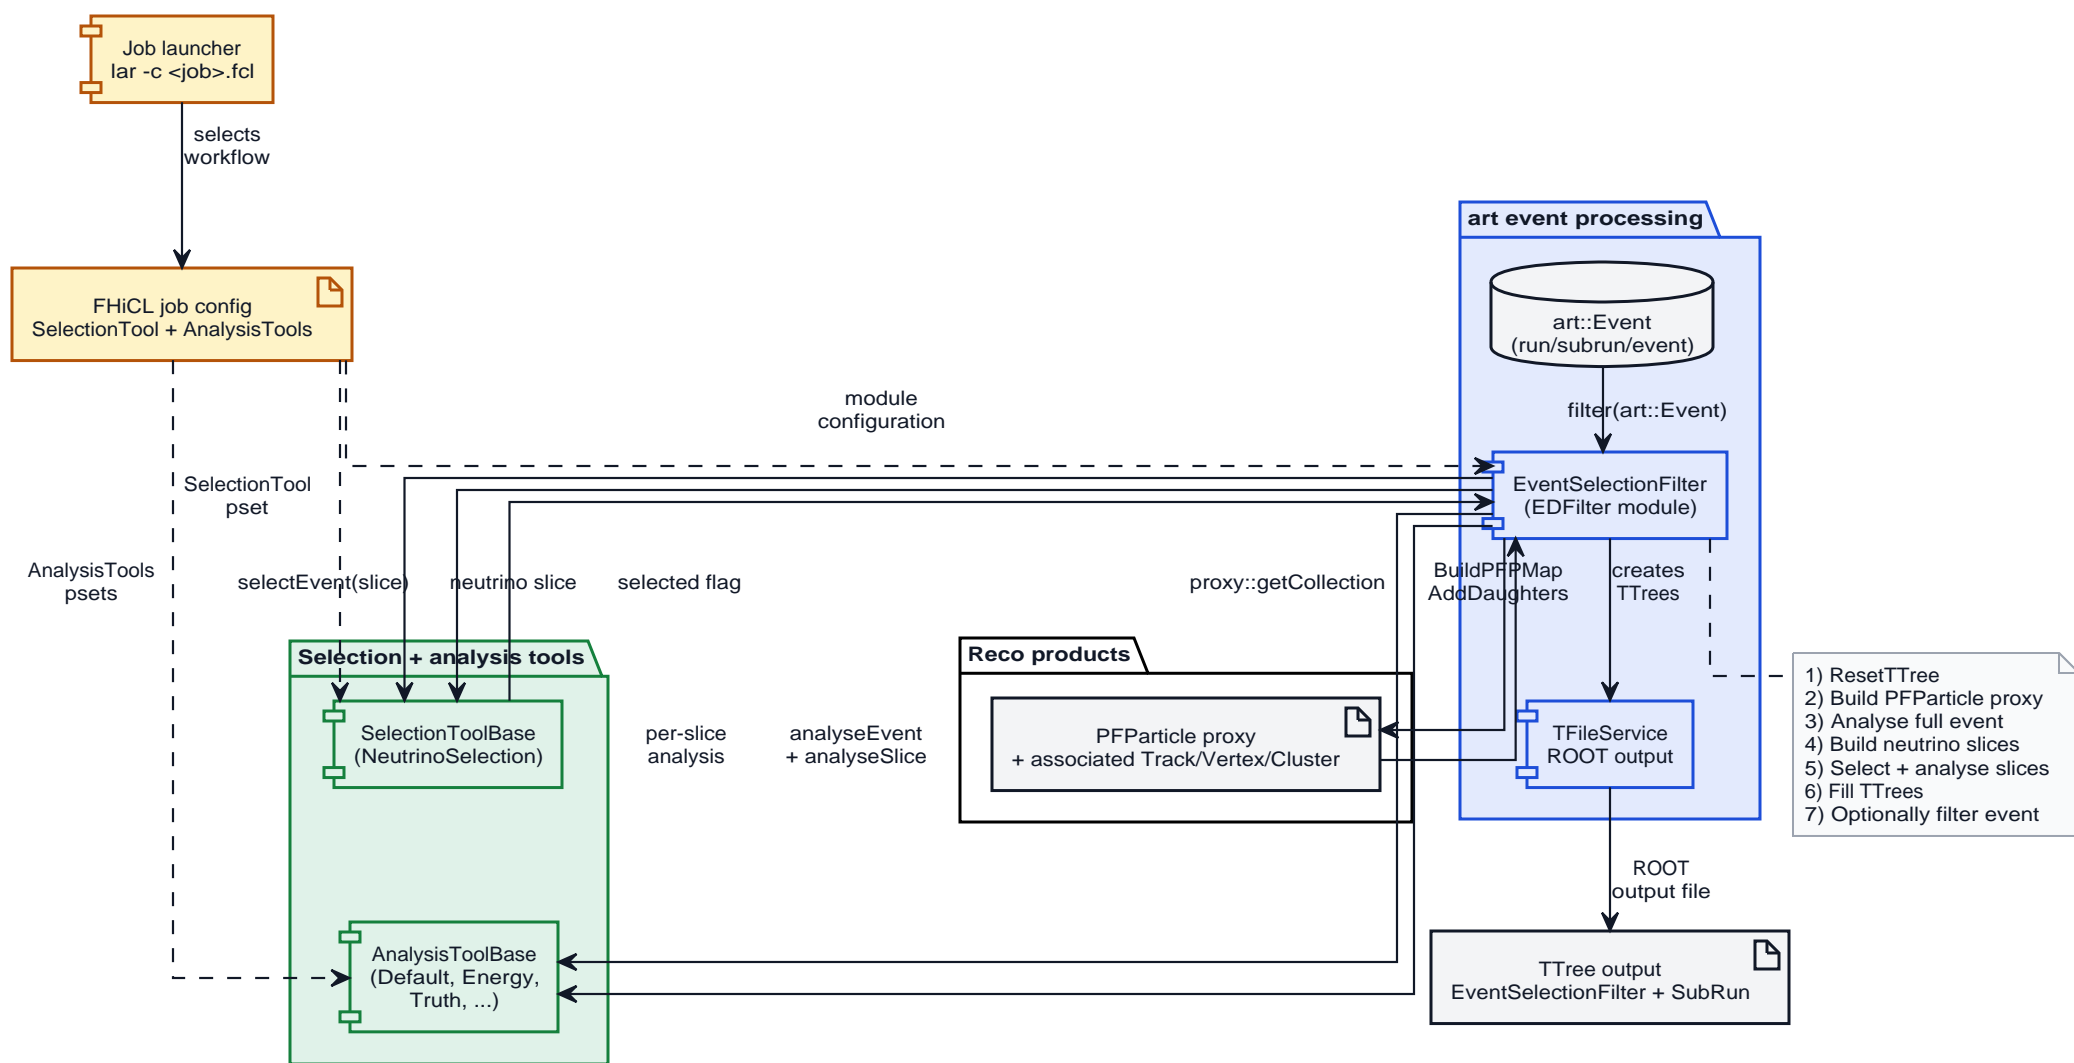 Job launcher
lar -c <job>.fcl
selects
workflow
FHiCL job config
SelectionTool + AnalysisTools
art event processing
art::Event
(run/subrun/event)
filter(art::Event)
module
configuration
EventSelectionFilter
(EDFilter module)
SelectionTool
pset
AnalysisTools
psets
selectEvent(slice)
neutrino slice
selected flag
proxy::getCollection
BuildPFPMap
AddDaughters
creates
TTrees
Selection + analysis tools
SelectionToolBase
(NeutrinoSelection)
per-slice
analysis
analyseEvent
+ analyseSlice
Reco products
PFParticle proxy
+ associated Track/Vertex/Cluster
TFileService
ROOT output
1) ResetTTree
2) Build PFParticle proxy
3) Analyse full event
4) Build neutrino slices
5) Select + analyse slices
6) Fill TTrees
7) Optionally filter event
ROOT
output file
AnalysisToolBase
(Default, Energy,
Truth, ...)
TTree output
EventSelectionFilter + SubRun